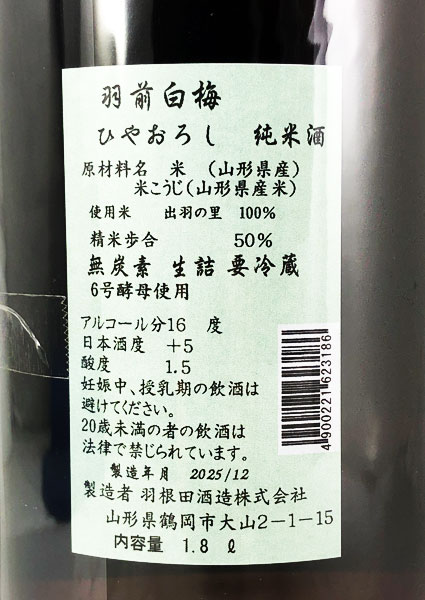 羽前白梅
ひやおろし 純米酒
原材料名 米 (山形県産)
米こうじ(山形県産米)
使用米 出羽の里 100%
精米歩合 50%
無炭素 生詰 要冷蔵
6号酵母使用
アルコール分16 度
日本酒度 +5
酸度 1.5
妊娠中、授乳期の飲酒は
避けてください。
20歳未満の者の飲酒は
法律で禁じられています。
製造年月 2025/12
製造者 羽根田酒造株式会社
山形県鶴岡市大山2-1-15
内容量 1.8 ℓ
4900221623186